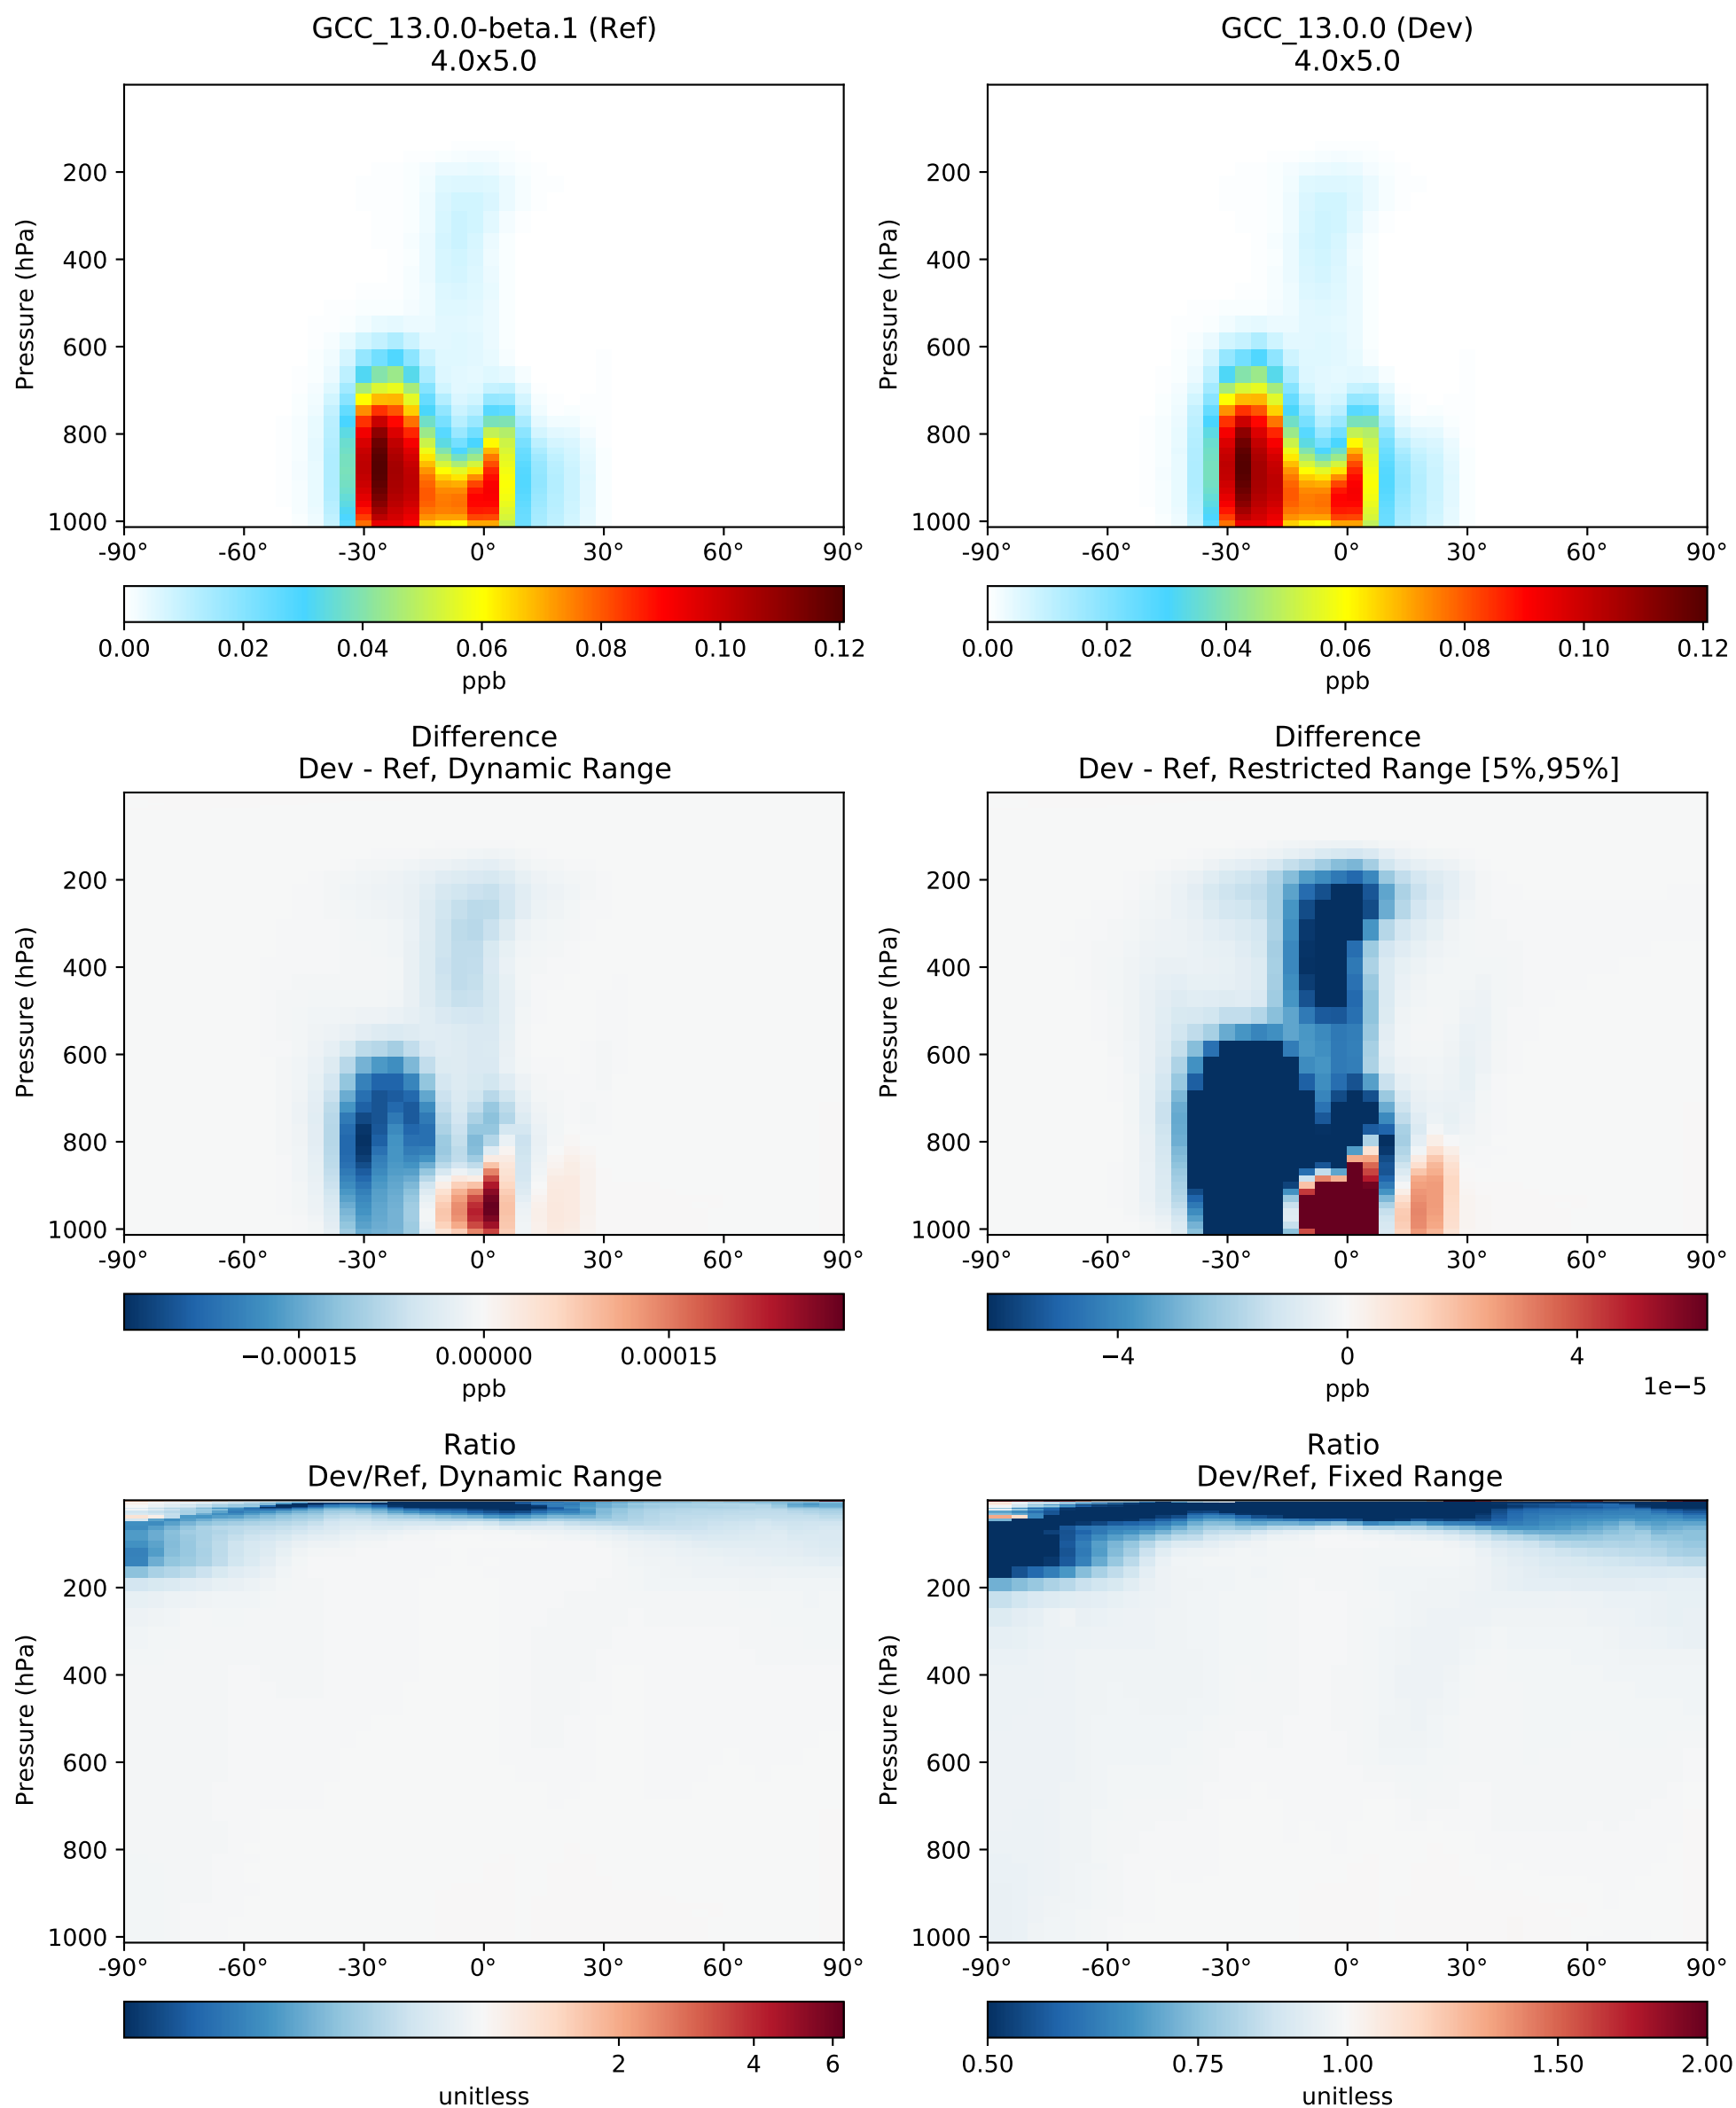 GCC_13.0.0-beta.1 (Ref)
4.0x5.0
GCC_13.0.0 (Dev)
4.0x5.0
Pressure (hPa)
200
400
600
800
1000
-90° -60° -30° 0° 30° 60° 90°
0.00 0.02 0.04 0.06 0.08 0.10 0.12
ppb
Pressure (hPa)
200
400
600
800
1000
-90° -60° -30° 0° 30° 60° 90°
0.00 0.02 0.04 0.06 0.08 0.10 0.12
ppb
Difference
Dev - Ref, Dynamic Range
Pressure (hPa)
200
400
600
800
1000
-90° -60° -30° 0° 30° 60° 90°
−0.00015 0.00000 0.00015
ppb
Difference
Dev - Ref, Restricted Range [5%,95%]
Pressure (hPa)
200
400
600
800
1000
-90° -60° -30° 0° 30° 60° 90°
−4 0 4
ppb
1e−5
Ratio
Dev/Ref, Dynamic Range
Pressure (hPa)
200
400
600
800
1000
-90° -60° -30° 0° 30° 60° 90°
2 4 6
unitless
Ratio
Dev/Ref, Fixed Range
Pressure (hPa)
200
400
600
800
1000
-90° -60° -30° 0° 30° 60° 90°
0.50 0.75 1.00 1.50 2.00
unitless